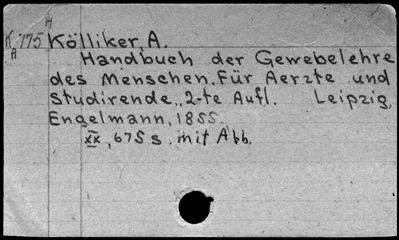 H
K 175 Kölliker, A.
A
Handbuch der Gewebelehre
des Menschen. Für Aerzte und
Studirende., 2-te Aufl. Leipzig,
Engelmann, 1855.
XX, 675 s. mit Abb.